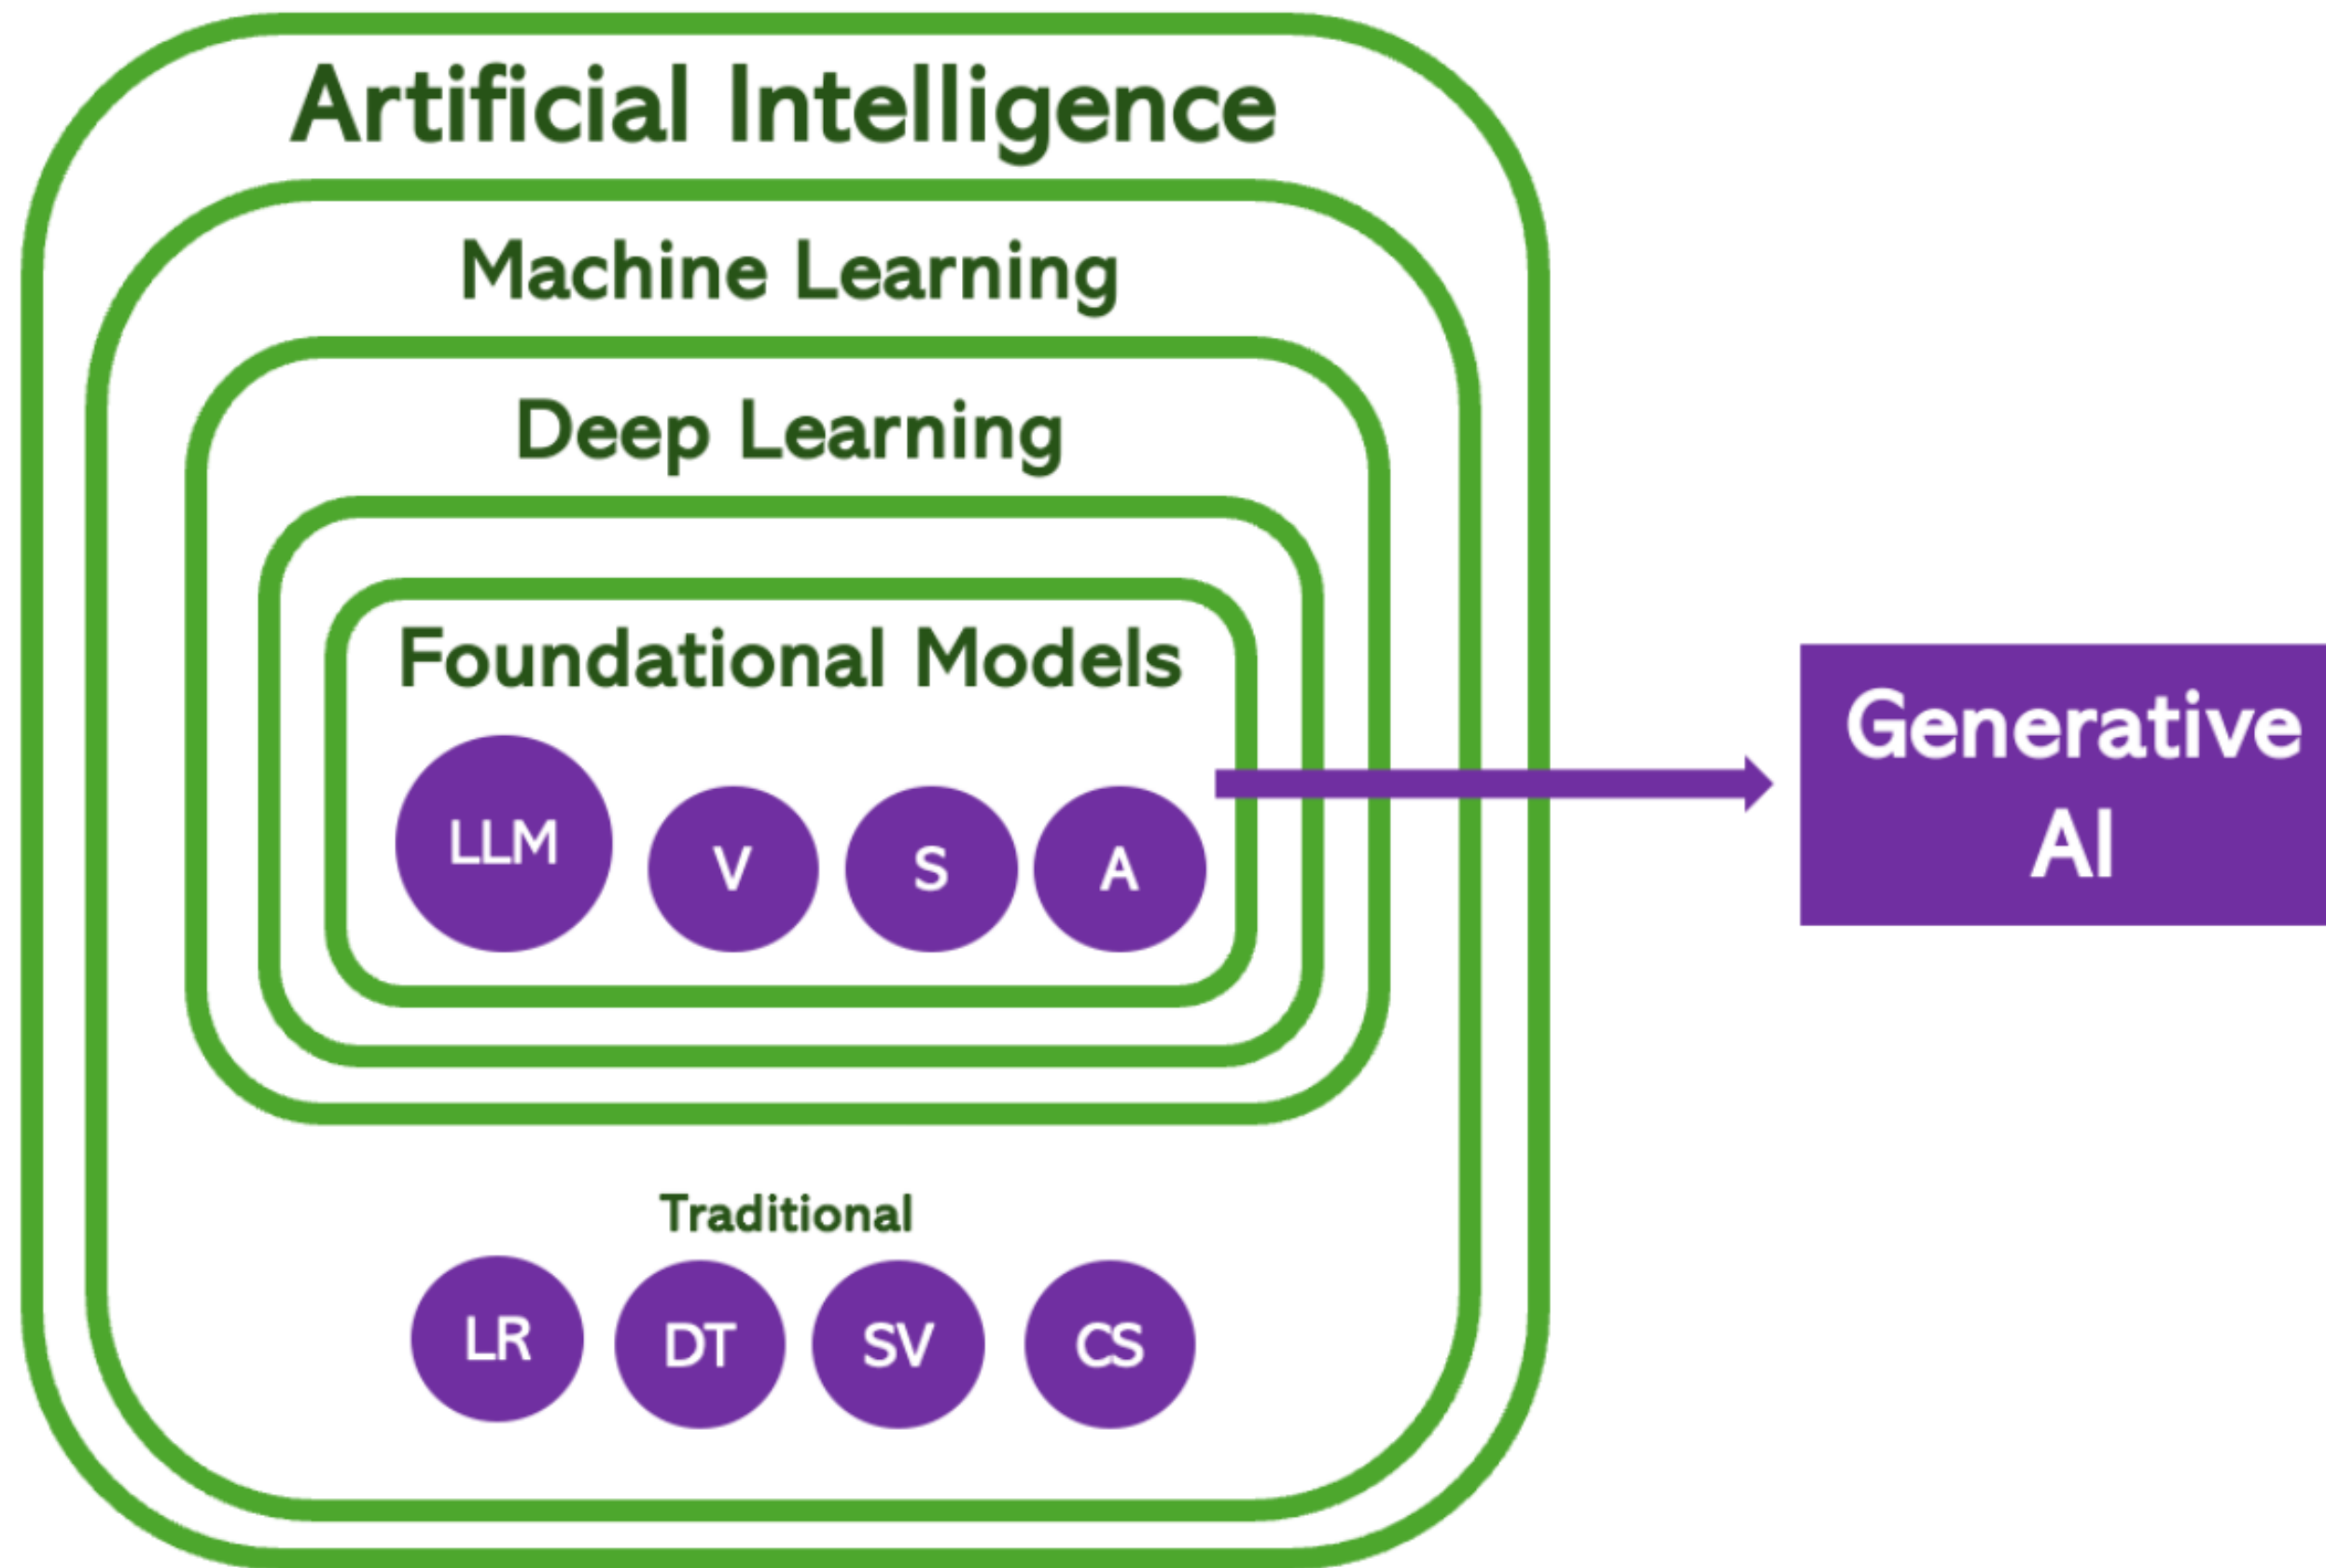 Artificial Intelligence
Machine Learning
Deep Learning
Foundational Models
LLM V S A
Generative
AI
Traditional
LR DT SV CS